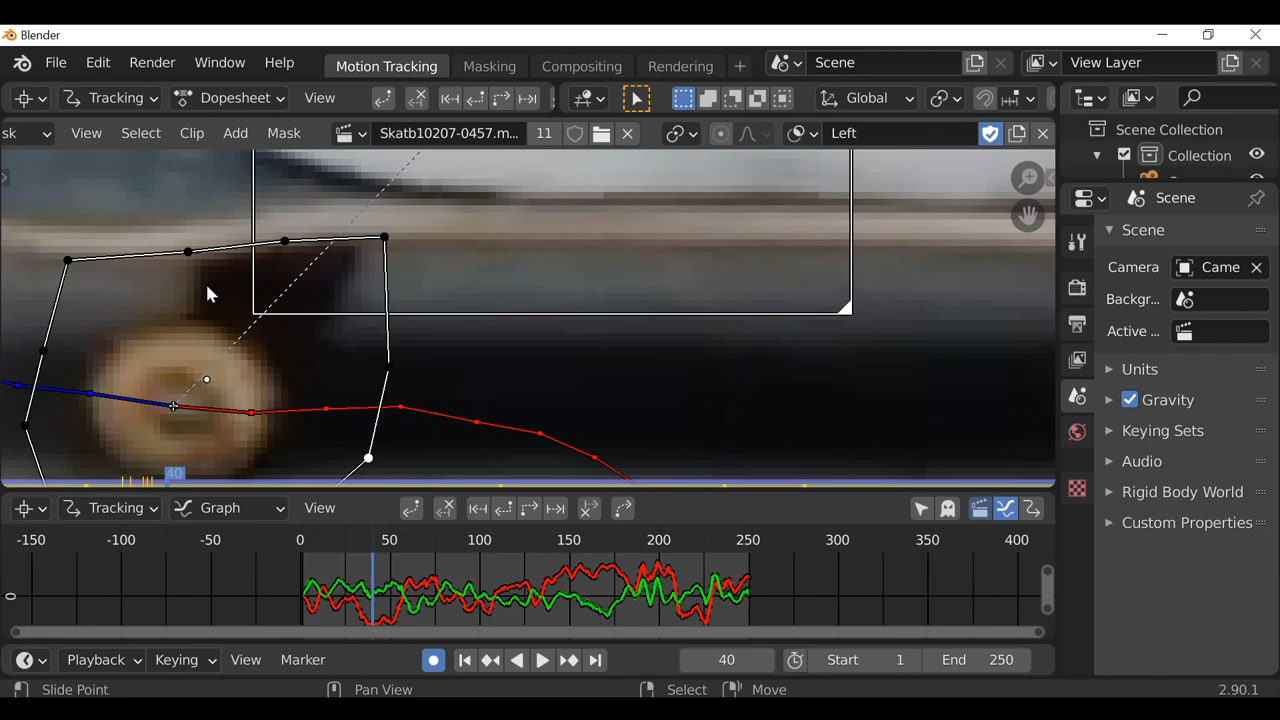 Blender
File Edit Render Window Help Motion Tracking Masking Compositing Rendering + Scene View Layer
Tracking Dopesheet View Global
sk View Select Clip Add Mask Skatb10207-0457.m... 11 Left
Scene Collection
Collection
Scene
Scene
Camera Came
Backgr...
Active ...
Units
Gravity
Keying Sets
Audio
Rigid Body World
Custom Properties
40
Tracking Graph View
-150 -100 -50 0 50 100 150 200 250 300 350 400
0
Playback Keying View Marker 40 Start 1 End 250
Slide Point Pan View Select Move 2.90.1